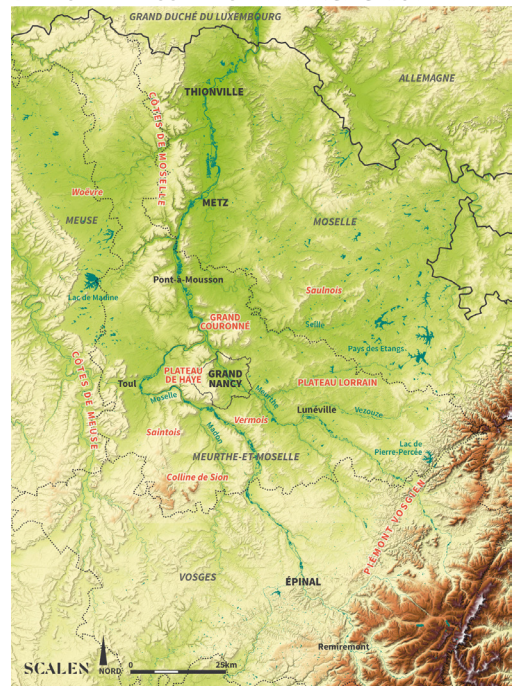 GRAND DUCHÉ DU LUXEMBOURG
ALLEMAGNE
THIONVILLE
CÔTES DE MOSELLE
Woëvre
METZ
MEUSE
MOSELLE
Pont-à-Mousson
Lac de Madine
Saulnois
GRAND
COURONNÉ
Seille
Pays des Etangs
CÔTES DE MEUSE
Toul
PLATEAU
DE HAYE
GRAND
NANCY
PLATEAU LORRAIN
Moselle
Meurthe
Lunéville
Vezouze
Vermois
Saintois
Madon
Lac de
Pierre-Percée
MEURTHE-ET-MOSELLE
Colline de Sion
PIÉMONT VOSGIEN
VOSGES
ÉPINAL
Remiremont
SCALEN
NORD
0
25km